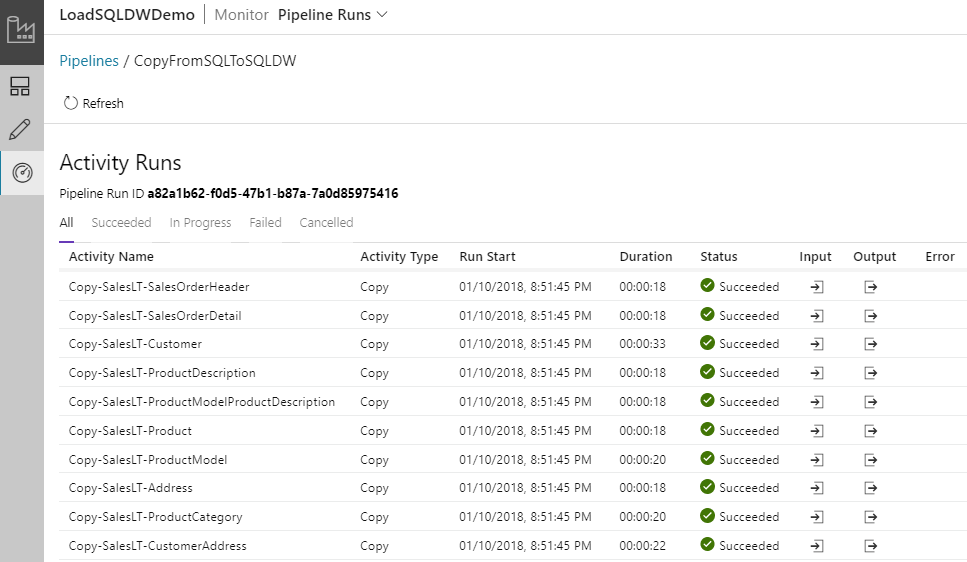 LoadSQLDWDemo Monitor Pipeline Runs
Pipelines / CopyFromSQLToSQLDW
Refresh
Activity Runs
Pipeline Run ID a82a1b62-f0d5-47b1-b87a-7a0d85975416
All Succeeded In Progress Failed Cancelled
Activity Name Activity Type Run Start Duration Status Input Output Error
Copy-SalesLT-SalesOrderHeader Copy 01/10/2018, 8:51:45 PM 00:00:18 Succeeded
Copy-SalesLT-SalesOrderDetail Copy 01/10/2018, 8:51:45 PM 00:00:18 Succeeded
Copy-SalesLT-Customer Copy 01/10/2018, 8:51:45 PM 00:00:33 Succeeded
Copy-SalesLT-ProductDescription Copy 01/10/2018, 8:51:45 PM 00:00:18 Succeeded
Copy-SalesLT-ProductModelProductDescription Copy 01/10/2018, 8:51:45 PM 00:00:18 Succeeded
Copy-SalesLT-Product Copy 01/10/2018, 8:51:45 PM 00:00:18 Succeeded
Copy-SalesLT-ProductModel Copy 01/10/2018, 8:51:45 PM 00:00:20 Succeeded
Copy-SalesLT-Address Copy 01/10/2018, 8:51:45 PM 00:00:18 Succeeded
Copy-SalesLT-ProductCategory Copy 01/10/2018, 8:51:45 PM 00:00:20 Succeeded
Copy-SalesLT-CustomerAddress Copy 01/10/2018, 8:51:45 PM 00:00:22 Succeeded